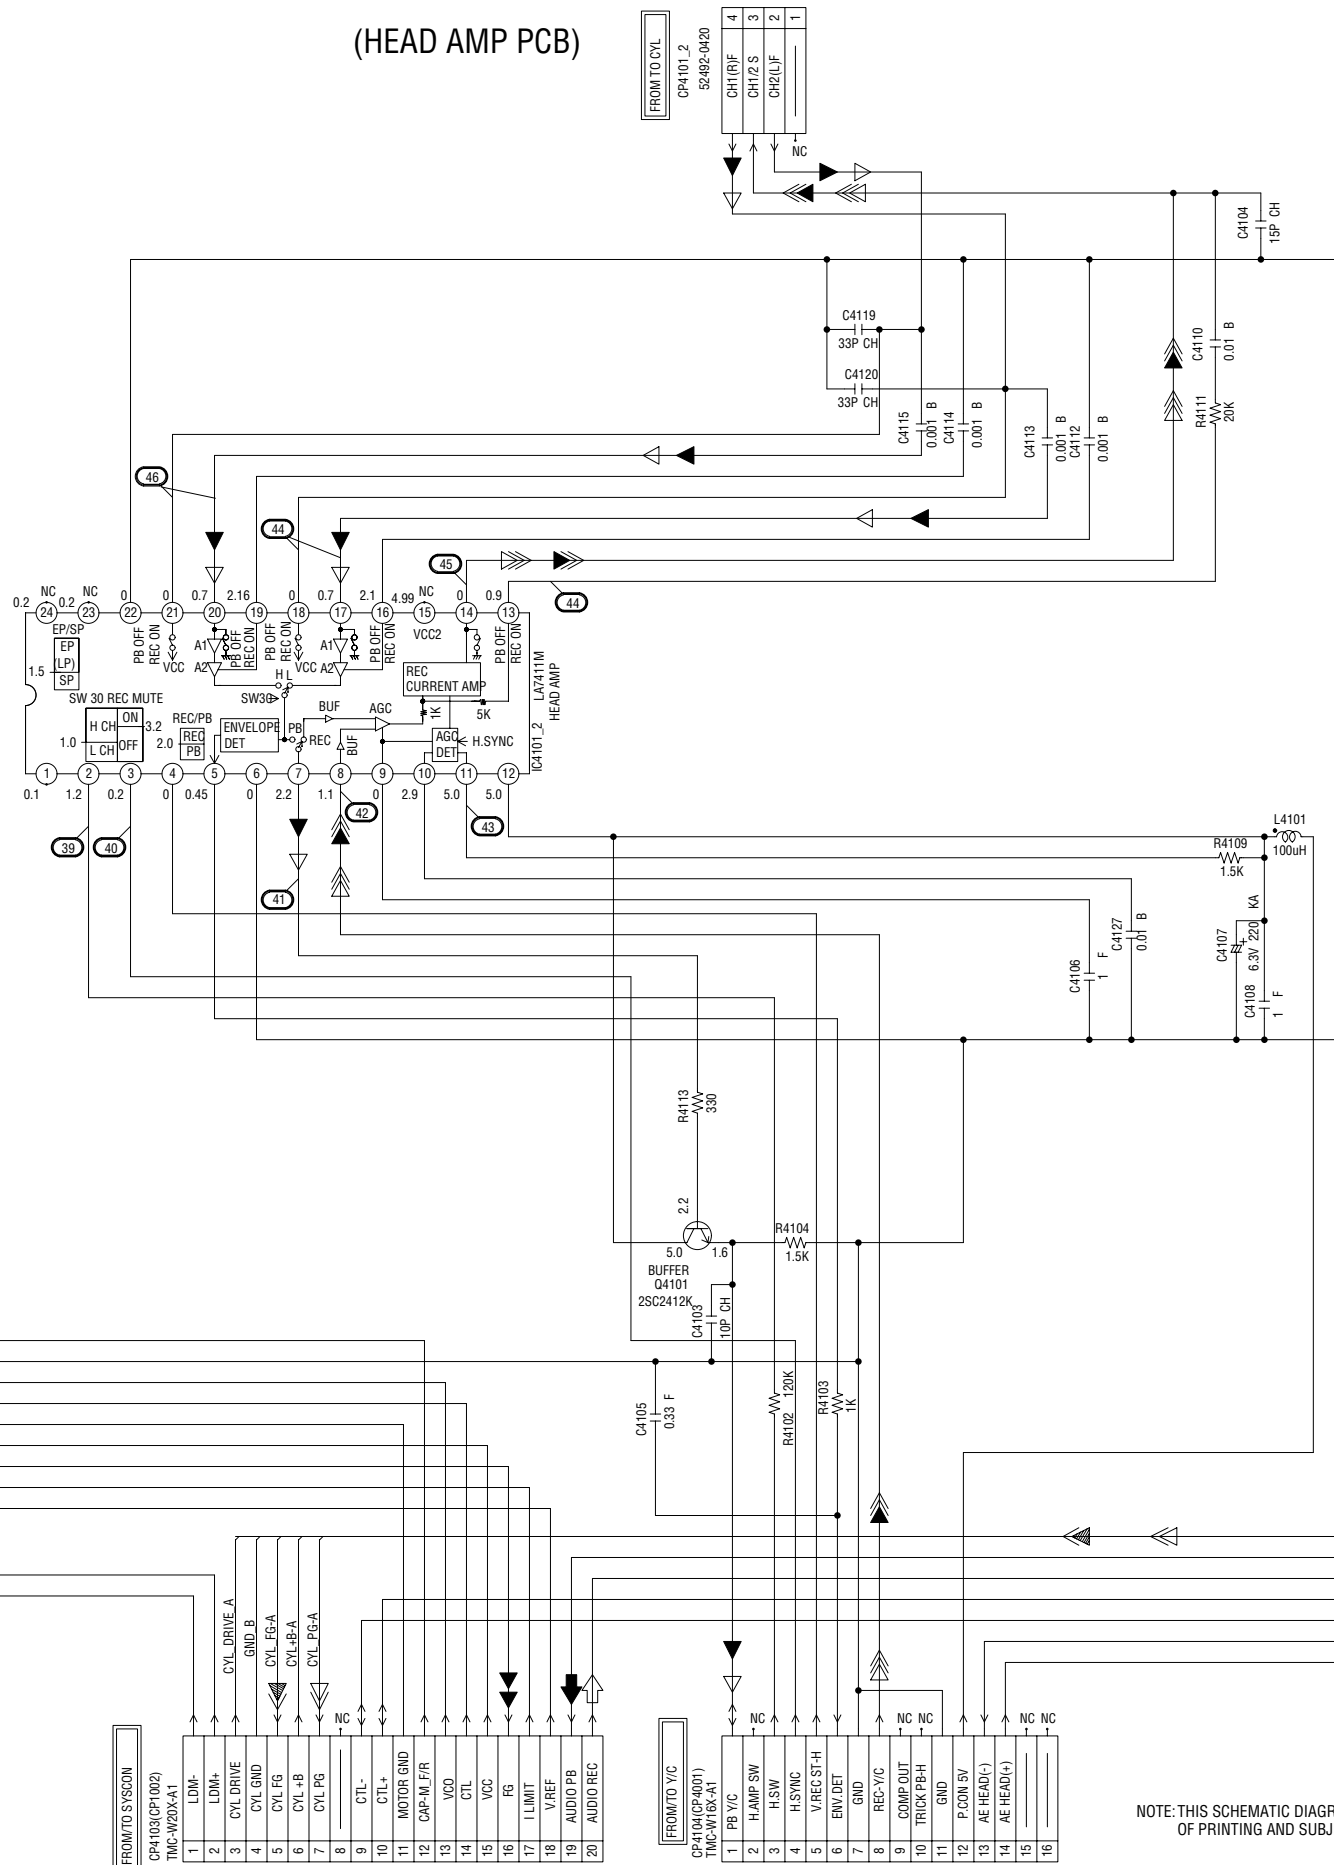 (HEAD AMP PCB)
FROM TO CYL
CP4101_2
52492-0420
4 CH1(R)F
3 CH1/2 S
2 CH2(L)F
1
NC
C4104
15P CH
C4119
33P CH
C4120
33P CH
C4110
0.01 B
R4111
20K
C4115
0.001 B
C4114
0.001 B
C4113
0.001 B
C4112
0.001 B
46
44
45
44
0.2 NC 0.2 NC 0 0 0.7 2.16 0 0.7 2.1 4.99 NC 0 0.9
24 23 22 21 20 19 18 17 16 15 14 13
EP/SP
EP
(LP)
SP
1.5
PB OFF
REC ON
VCC
A1
A2
PB OFF
REC ON
PB OFF
REC ON
VCC
A1
A2
PB OFF
REC ON
VCC2
PB OFF
REC ON
H L
SW30
REC
CURRENT AMP
1K
5K
SW 30 REC MUTE
H CH
L CH
ON
OFF
1.0
3.2
REC/PB
REC
PB
2.0
ENVELOPE
DET
PB
REC
BUF
BUF
AGC
AGC
DET
H.SYNC
IC4101_2 LA7411M
HEAD AMP
1 2 3 4 5 6 7 8 9 10 11 12
0.1 1.2 0.2 0 0.45 0 2.2 1.1 0 2.9 5.0 5.0
39
40
41
42
43
L4101
100uH
R4109
1.5K
C4107
6.3V 220 KA
C4127
0.01 B
C4106
1 F
C4108
1 F
R4113
330
2.2
5.0
1.6
BUFFER
Q4101
2SC2412K
R4104
1.5K
C4103
10P CH
C4105
0.33 F
R4102 120K
R4103
1K
CYL_DRIVE_A
GND_B
CYL_FG-A
CYL+B-A
CYL_PG-A
NC
FROM/TO SYSCON
CP4103(CP1002)
TMC-W20X-A1
1 LDM-
2 LDM+
3 CYL DRIVE
4 CYL GND
5 CYL FG
6 CYL +B
7 CYL PG
8
9 CTL-
10 CTL+
11 MOTOR GND
12 CAP-M_F/R
13 VCO
14 CTL
15 VCC
16 FG
17 I LIMIT
18 V.REF
19 AUDIO PB
20 AUDIO REC
FROM/TO Y/C
CP4104(CP4001)
TMC-W16X-A1
NC
NC NC
NC NC
1 PB Y/C
2 H.AMP SW
3 H.SW
4 H.SYNC
5 V.REC ST-H
6 ENV.DET
7 GND
8 REC-Y/C
9 COMP OUT
10 TRICK PB-H
11 GND
12 P.CON 5V
13 AE HEAD(-)
14 AE HEAD(+)
15
16
NOTE: THIS SCHEMATIC DIAGR
OF PRINTING AND SUBJ